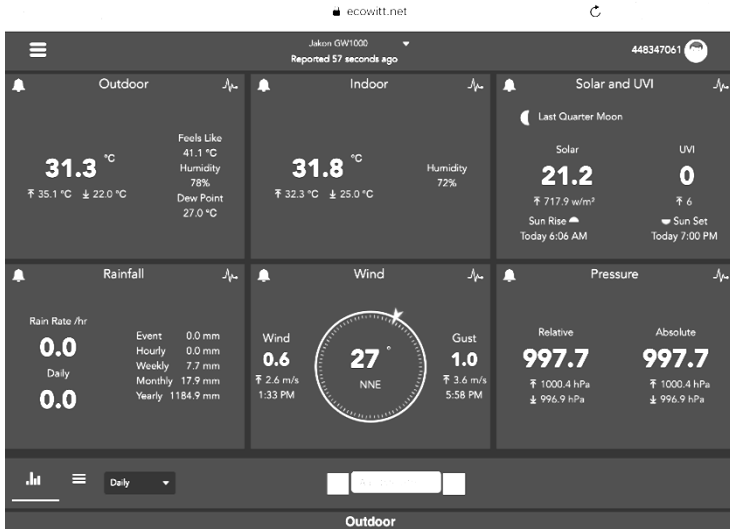 ecowitt.net
Jakon GW1000
Reported 57 seconds ago
448347061
Outdoor
31.3 °C
35.1 °C 22.0 °C
Feels Like
41.1 °C
Humidity
78%
Dew Point
27.0 °C
Indoor
31.8 °C
32.3 °C 25.0 °C
Humidity
72%
Solar and UVI
Last Quarter Moon
Solar
21.2
717.9 w/m²
Sun Rise
Today 6:06 AM
UVI
0
6
Sun Set
Today 7:00 PM
Rainfall
Rain Rate /hr
0.0
Daily
0.0
Event 0.0 mm
Hourly 0.0 mm
Weekly 7.7 mm
Monthly 17.9 mm
Yearly 1184.9 mm
Wind
Wind
0.6
2.6 m/s
1:33 PM
27 °
NNE
Gust
1.0
3.6 m/s
5:58 PM
Pressure
Relative
997.7
1000.4 hPa
996.9 hPa
Absolute
997.7
1000.4 hPa
996.9 hPa
Daily
Outdoor